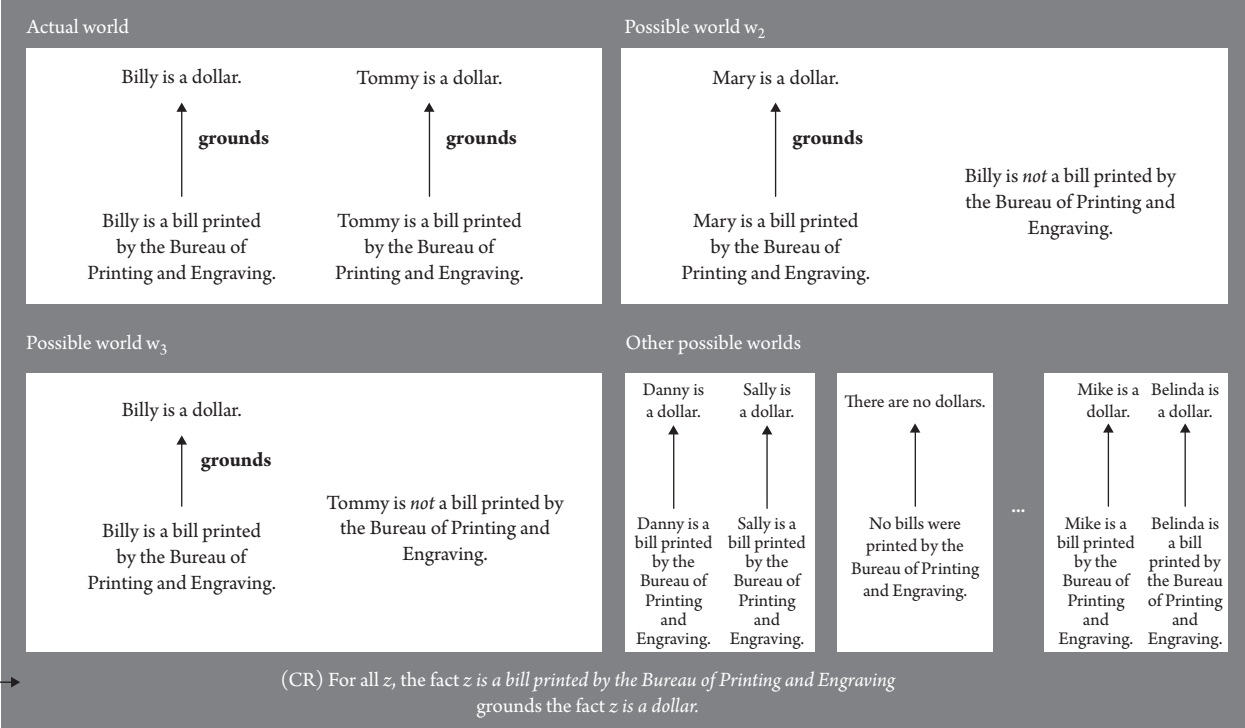 Actual world
Billy is a dollar.
Tommy is a dollar.
grounds
grounds
Billy is a bill printed
by the Bureau of
Printing and Engraving.
Tommy is a bill printed
by the Bureau of
Printing and Engraving.
Possible world w2
Mary is a dollar.
grounds
Mary is a bill printed
by the Bureau of
Printing and Engraving.
Billy is not a bill printed by
the Bureau of Printing and
Engraving.
Possible world w3
Billy is a dollar.
grounds
Billy is a bill printed
by the Bureau of
Printing and Engraving.
Tommy is not a bill printed by
the Bureau of Printing and
Engraving.
Other possible worlds
Danny is
a dollar.
Sally is
a dollar.
Danny is a
bill printed
by the
Bureau of
Printing
and
Engraving.
Sally is a
bill printed
by the
Bureau of
Printing
and
Engraving.
There are no dollars.
No bills were
printed by the
Bureau of Printing
and Engraving.
...
Mike is a
dollar.
Belinda is
a dollar.
Mike is a
bill printed
by the
Bureau of
Printing
and
Engraving.
Belinda is
a bill
printed by
the Bureau
of Printing
and
Engraving.
(CR) For all z, the fact z is a bill printed by the Bureau of Printing and Engraving
grounds the fact z is a dollar.